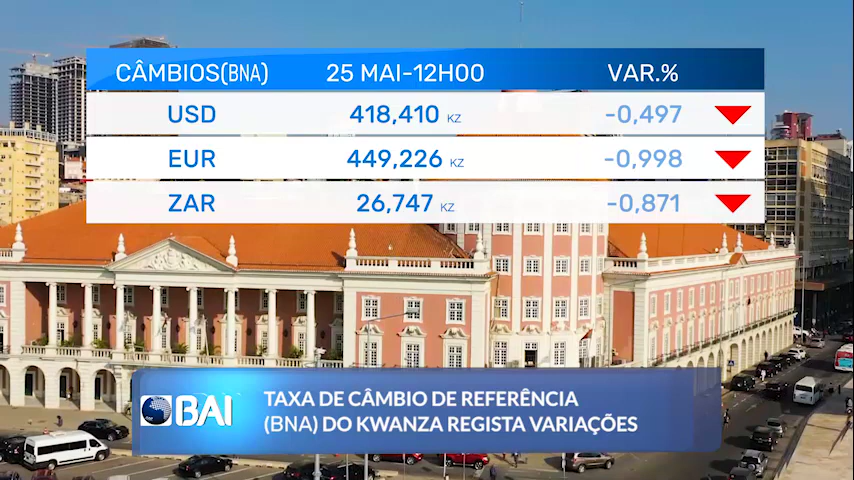 CÂMBIOS(BNA) 25 MAI-12H00 VAR.%
USD 418,410 KZ -0,497
EUR 449,226 KZ -0,998
ZAR 26,747 KZ -0,871
BAI
TAXA DE CÂMBIO DE REFERÊNCIA
(BNA) DO KWANZA REGISTA VARIAÇÕES